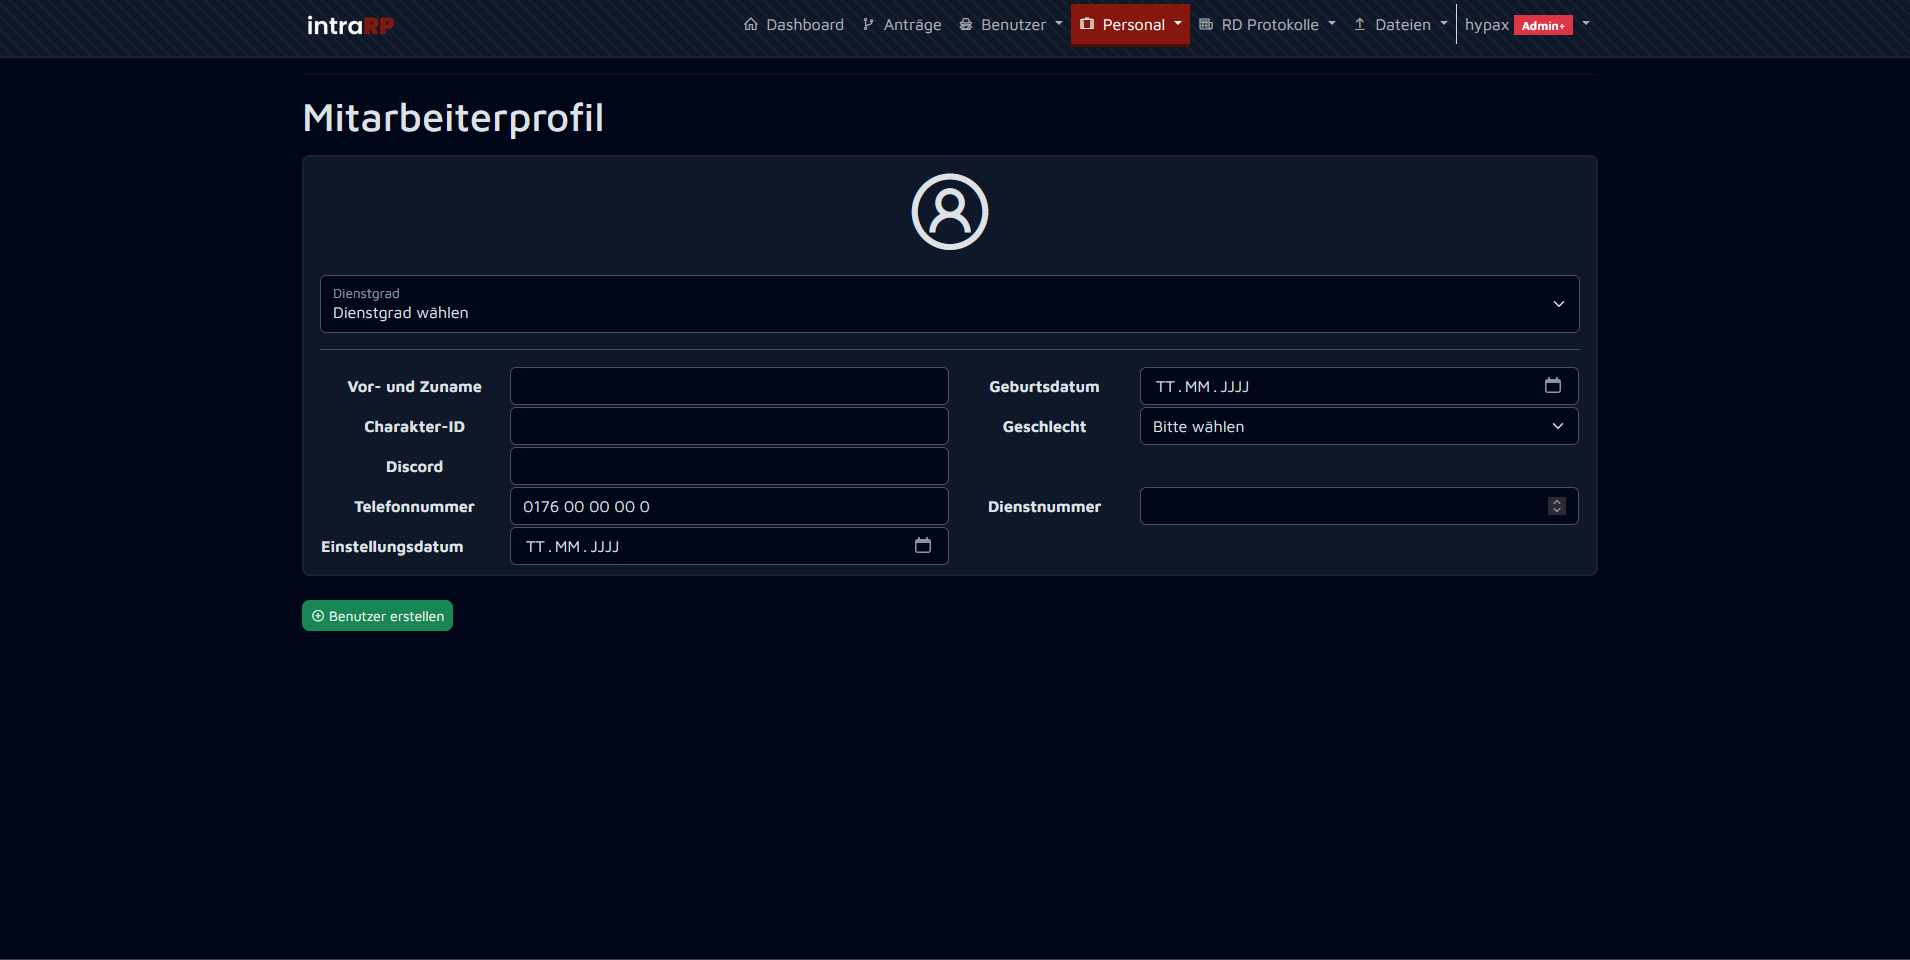 intraRP Dashboard Anträge Benutzer Personal RD Protokolle Dateien hypax Admin+
Mitarbeiterprofil
Dienstgrad
Dienstgrad wählen
Vor- und Zuname Geburtsdatum TT.MM.JJJJ
Charakter-ID Geschlecht Bitte wählen
Discord
Telefonnummer 0176 00 00 00 0 Dienstnummer
Einstellungsdatum TT.MM.JJJJ
Benutzer erstellen